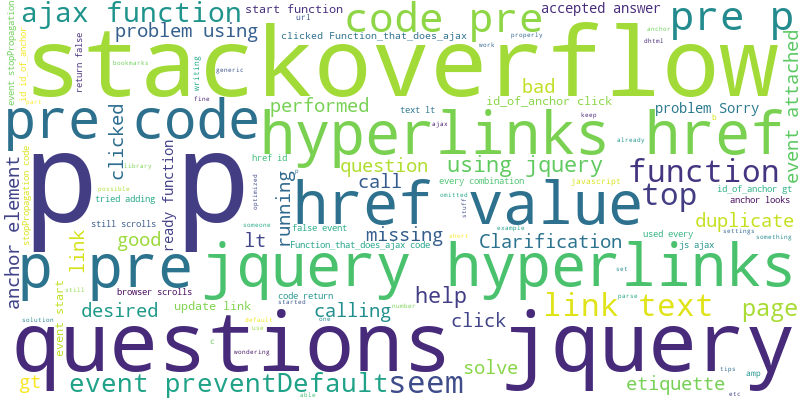 ajax function
start function
url
code pre
accepted answer
pre p
problem using
clicked Function_that_does_ajax
work
properly
anchor
dhtml
stackoverflow
event stopPropagation
id id_of_anchor
return false
bookmarks
writing
generic
fine
bad
event attached
performed
text lt
id_of_anchor click
problem Sorry
pre code
clicked
hyperlinks href
keep
ajax
already
b
p p
library
ready function
href id
question
using jquery
function
call
every combination
javascript
id_of_anchor gt
top
anchor looks
possible
tried adding
optimized
running
href value
omitted
stuff
anchor element
stopPropagation code
still scrolls
someone
false event
example
missing
Clarification
used every
settings
duplicate
something
link
good
lt
Function_that_does_ajax code
js ajax
p pre
jquery hyperlinks
set
browser scrolls
still
event start
code return
started
help
parse
link text
page
desired
update link
calling
number
click
solution
default
use
one
questions jquery
C
wondering
solve
tips
amp
gt
event preventDefault
seem
able
etiquette
etc